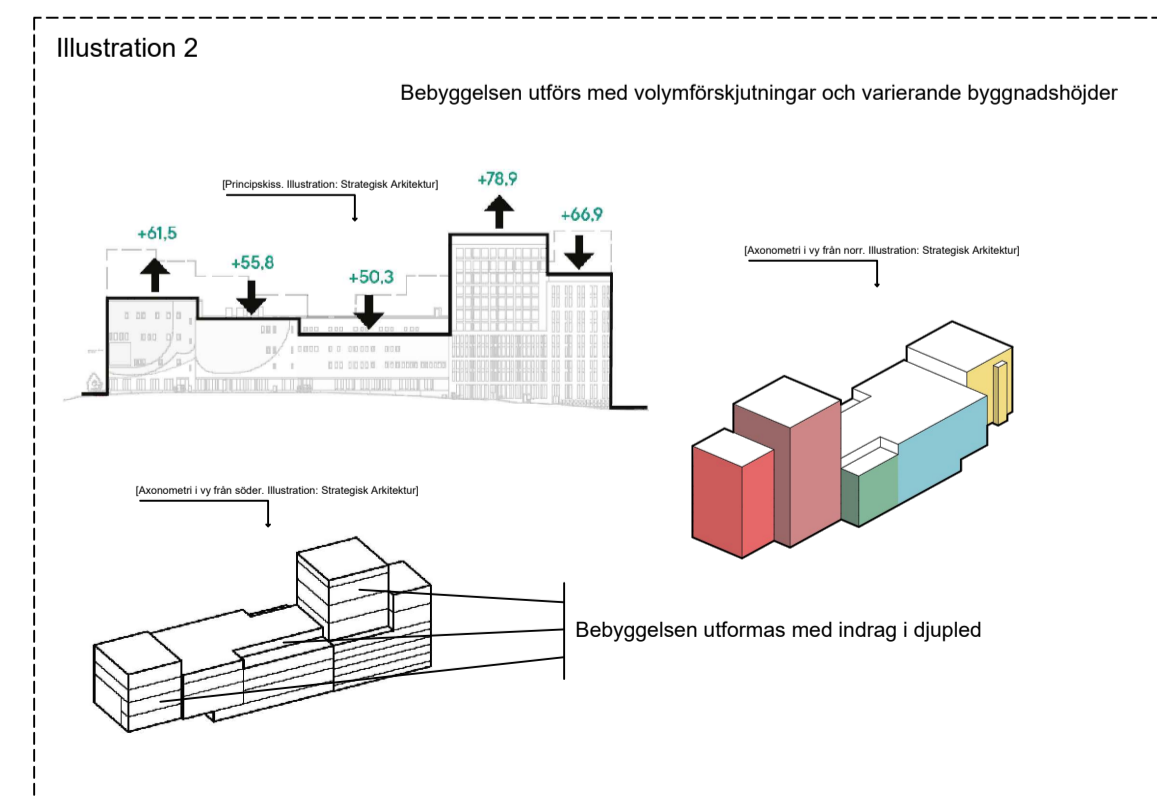 Illustration 2
Bebyggelsen utförs med volymförskjutningar och varierande byggnadshöjder
[Principskiss. Illustration: Strategisk Arkitektur]
+78,9
+66,9
+61,5
+55,8
+50,3
[Axonometri i vy från norr. Illustration: Strategisk Arkitektur]
[Axonometri i vy från söder. Illustration: Strategisk Arkitektur]
Bebyggelsen utformas med indrag i djupled